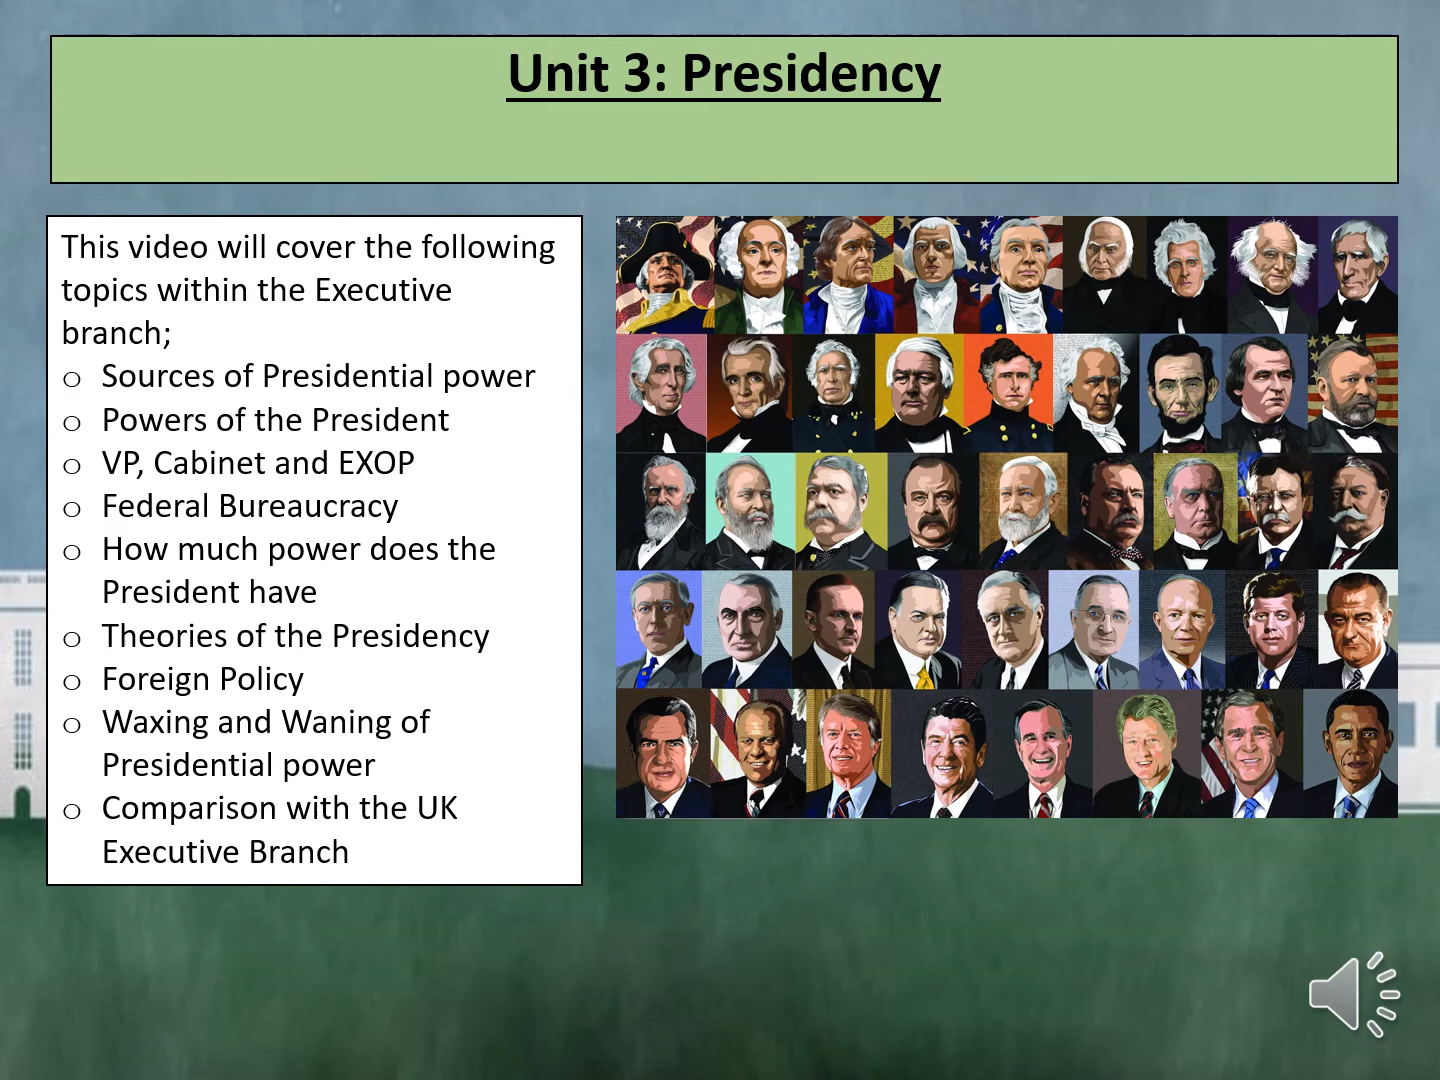 Unit 3: Presidency
This video will cover the following
topics within the Executive
branch;
o Sources of Presidential power
o Powers of the President
o VP, Cabinet and EXOP
o Federal Bureaucracy
o How much power does the
President have
o Theories of the Presidency
o Foreign Policy
o Waxing and Waning of
Presidential power
o Comparison with the UK
Executive Branch